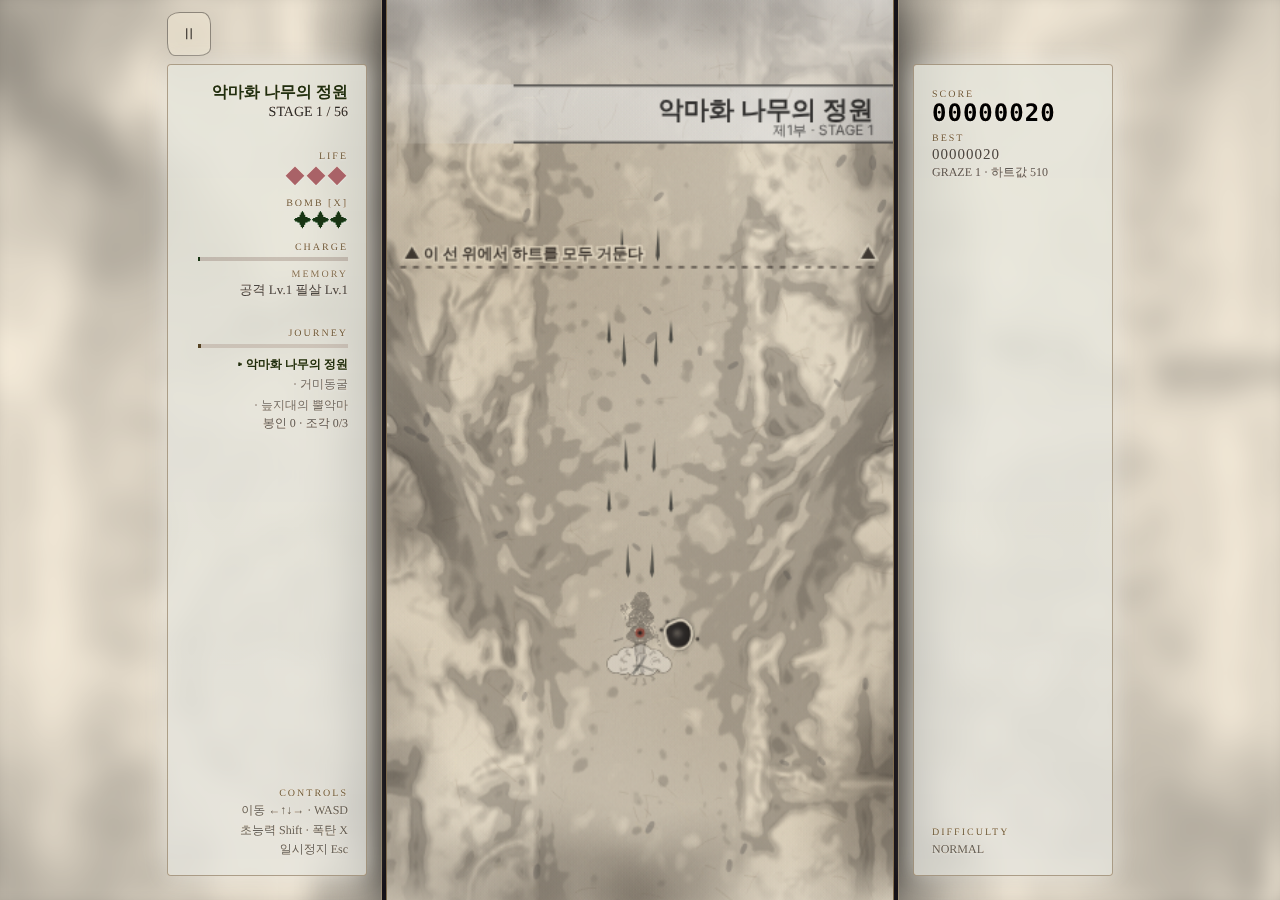 II
악마화 나무의 정원
STAGE 1 / 56
LIFE
BOMB [X]
CHARGE
MEMORY
공격 Lv.1 필살 Lv.1
JOURNEY
▸ 악마화 나무의 정원
· 거미동굴
· 늪지대의 뿔악마
봉인 0 · 조각 0/3
CONTROLS
이동 ←↑↓→ · WASD
초능력 Shift · 폭탄 X
일시정지 Esc
악마화 나무의 정원
제1부 · STAGE 1
▲ 이 선 위에서 하트를 모두 거둔다 ▲
SCORE
00000020
BEST
00000020
GRAZE 1 · 하트값 510
DIFFICULTY
NORMAL